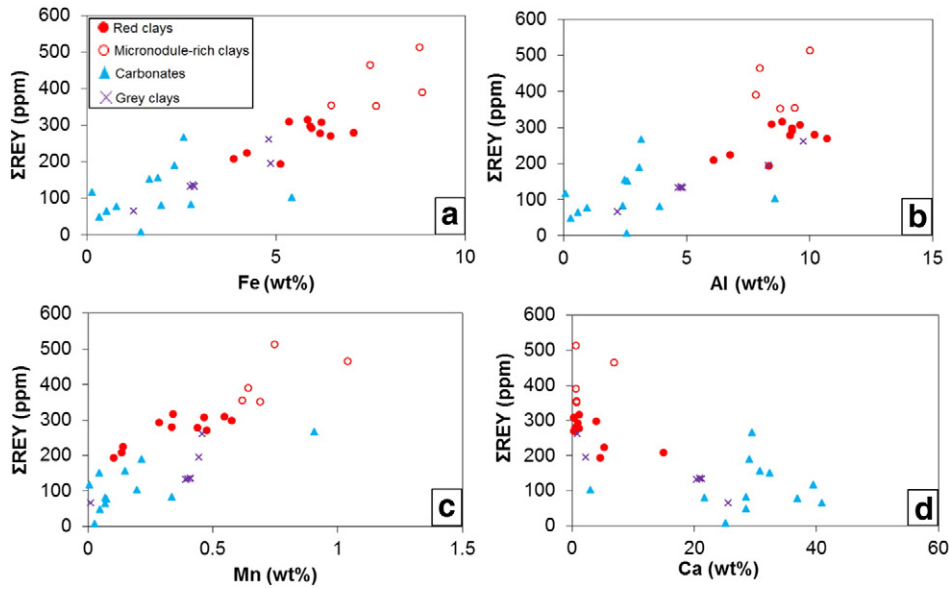 600
500
400
300
200
100
0
ΣREY (ppm)
Red clays
Micronodule-rich clays
Carbonates
Grey clays
a
0 5 10
Fe (wt%)
600
500
400
300
200
100
0
ΣREY (ppm)
b
0 5 10 15
Al (wt%)
600
500
400
300
200
100
0
ΣREY (ppm)
c
0 0.5 1 1.5
Mn (wt%)
600
500
400
300
200
100
0
ΣREY (ppm)
d
0 20 40 60
Ca (wt%)